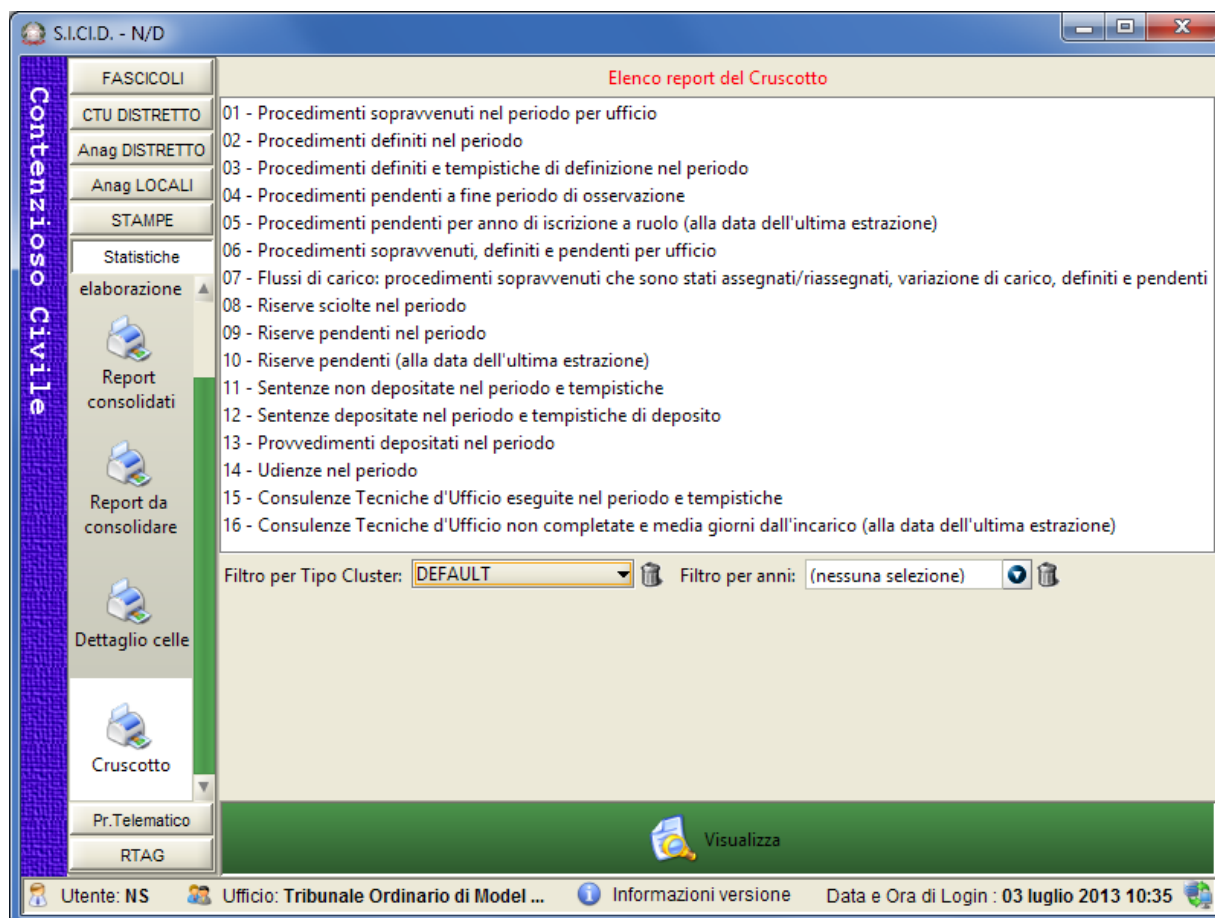 S.I.CI.D. - N/D
Contenzioso Civile
FASCICOLI
CTU DISTRETTO
Anag DISTRETTO
Anag LOCALI
STAMPE
Statistiche
elaborazione
Report
consolidati
Report da
consolidare
Dettaglio celle
Cruscotto
Pr.Telematico
RTAG
Elenco report del Cruscotto
01 - Procedimenti sopravvenuti nel periodo per ufficio
02 - Procedimenti definiti nel periodo
03 - Procedimenti definiti e tempistiche di definizione nel periodo
04 - Procedimenti pendenti a fine periodo di osservazione
05 - Procedimenti pendenti per anno di iscrizione a ruolo (alla data dell'ultima estrazione)
06 - Procedimenti sopravvenuti, definiti e pendenti per ufficio
07 - Flussi di carico: procedimenti sopravvenuti che sono stati assegnati/riassegnati, variazione di carico, definiti e pendenti
08 - Riserve sciolte nel periodo
09 - Riserve pendenti nel periodo
10 - Riserve pendenti (alla data dell'ultima estrazione)
11 - Sentenze non depositate nel periodo e tempistiche
12 - Sentenze depositate nel periodo e tempistiche di deposito
13 - Provvedimenti depositati nel periodo
14 - Udienze nel periodo
15 - Consulenze Tecniche d'Ufficio eseguite nel periodo e tempistiche
16 - Consulenze Tecniche d'Ufficio non completate e media giorni dall'incarico (alla data dell'ultima estrazione)
Filtro per Tipo Cluster: DEFAULT Filtro per anni: (nessuna selezione)
Visualizza
Utente: NS Ufficio: Tribunale Ordinario di Model ... Informazioni versione Data e Ora di Login : 03 luglio 2013 10:35